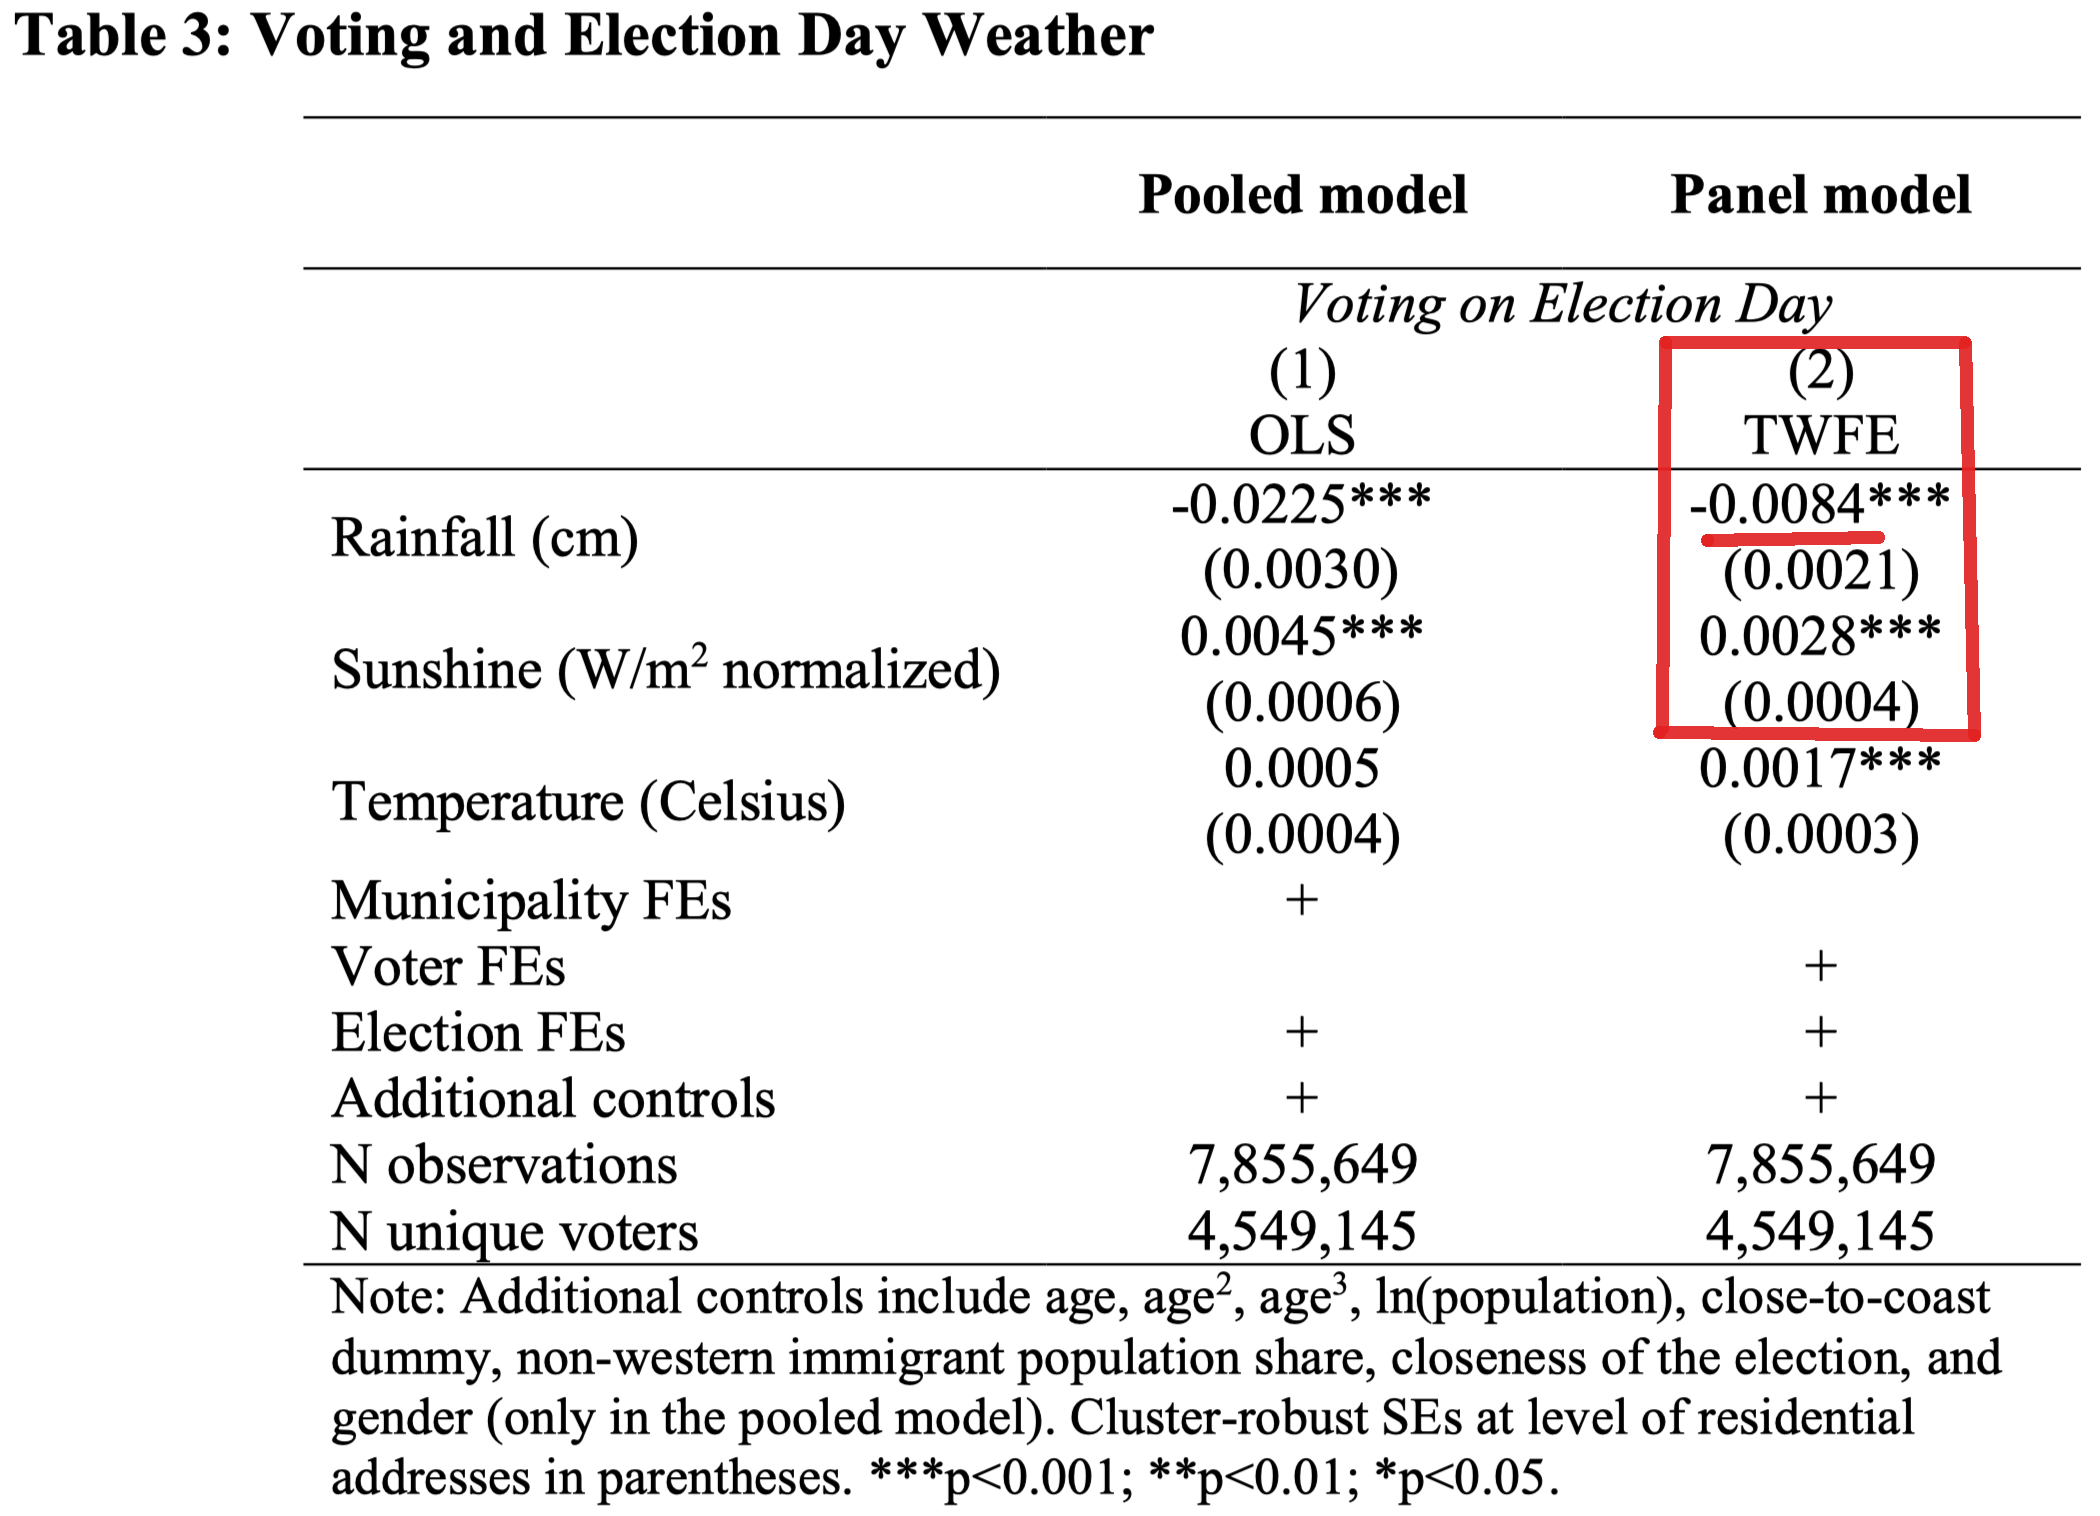 Table 3: Voting and Election Day Weather
Pooled model Panel model
Voting on Election Day
(1) (2)
OLS TWFE
Rainfall (cm) -0.0225*** -0.0084***
(0.0030) (0.0021)
Sunshine (W/m² normalized) 0.0045*** 0.0028***
(0.0006) (0.0004)
Temperature (Celsius) 0.0005 0.0017***
(0.0004) (0.0003)
Municipality FEs +
Voter FEs +
Election FEs + +
Additional controls + +
N observations 7,855,649 7,855,649
N unique voters 4,549,145 4,549,145
Note: Additional controls include age, age², age³, ln(population), close-to-coast
dummy, non-western immigrant population share, closeness of the election, and
gender (only in the pooled model). Cluster-robust SEs at level of residential
addresses in parentheses. ***p<0.001; **p<0.01; *p<0.05.